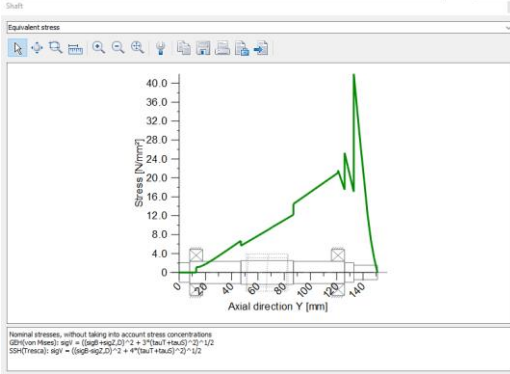 Shaft
Equivalent stress
40.0
36.0
32.0
28.0
24.0
20.0
16.0
12.0
8.0
4.0
0
Stress [N/mm²]
0 20 40 60 80 100 120 140
Axial direction Y [mm]
Nominal stresses, without taking into account stress concentrations
GEH(von Mises): sigV = ((sigB+sigZ,D)^2 + 3*(tauT+tauS)^2)^1/2
SSH(Tresca): sigV = ((sigB-sigZ,D)^2 + 4*(tauT+tauS)^2)^1/2